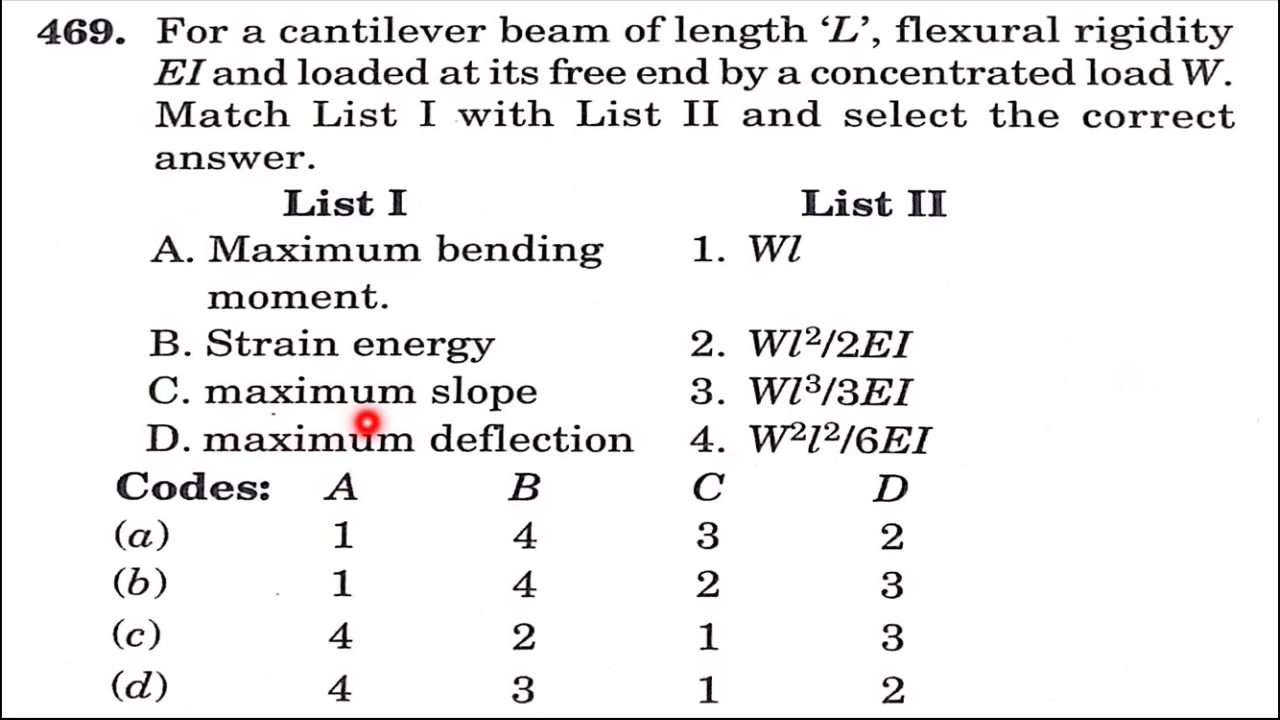 469. For a cantilever beam of length ‘L’, flexural rigidity
EI and loaded at its free end by a concentrated load W.
Match List I with List II and select the correct
answer.
List I List II
A. Maximum bending 1. Wl
moment.
B. Strain energy 2. Wl²/2EI
C. maximum slope 3. Wl³/3EI
D. maximum deflection 4. W²l²/6EI
Codes: A B C D
(a) 1 4 3 2
(b) 1 4 2 3
(c) 4 2 1 3
(d) 4 3 1 2